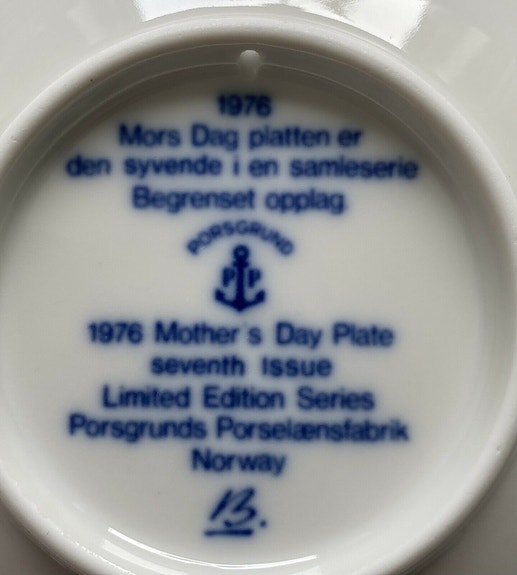 1976
Mors Dag platten er
den syvende i en samleserie
Begrenset opplag
PORSGRUND
P P
1976 Mother's Day Plate
seventh Issue
Limited Edition Series
Porsgrunds Porselænsfabrik
Norway
B.